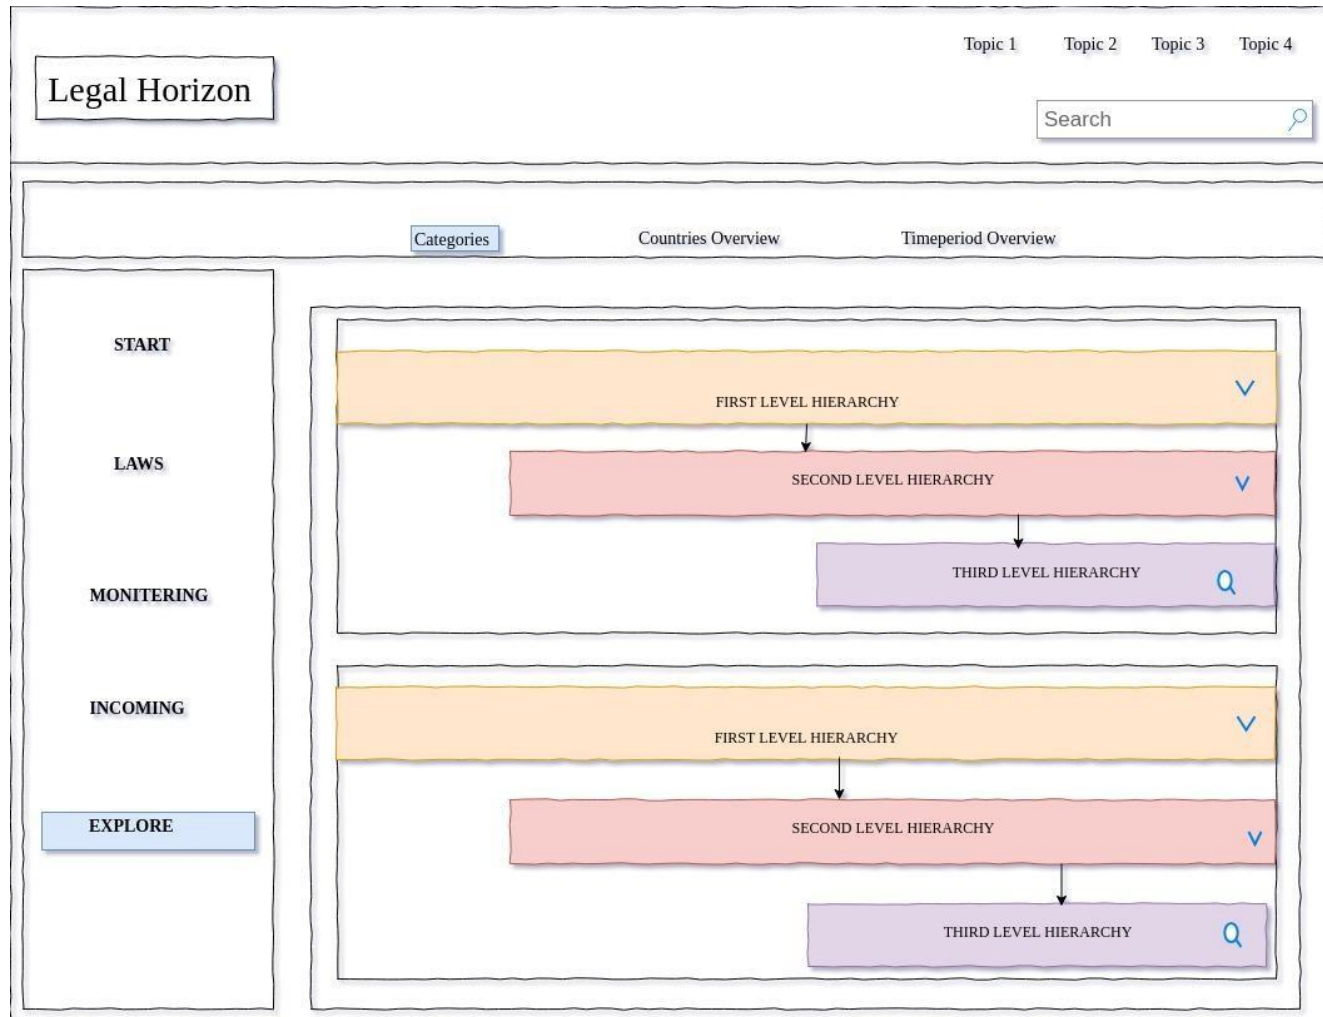 Topic 1 Topic 2 Topic 3 Topic 4
Legal Horizon
Search
Categories Countries Overview Timeperiod Overview
START
LAWS
MONITERING
INCOMING
EXPLORE
FIRST LEVEL HIERARCHY
SECOND LEVEL HIERARCHY
THIRD LEVEL HIERARCHY
FIRST LEVEL HIERARCHY
SECOND LEVEL HIERARCHY
THIRD LEVEL HIERARCHY